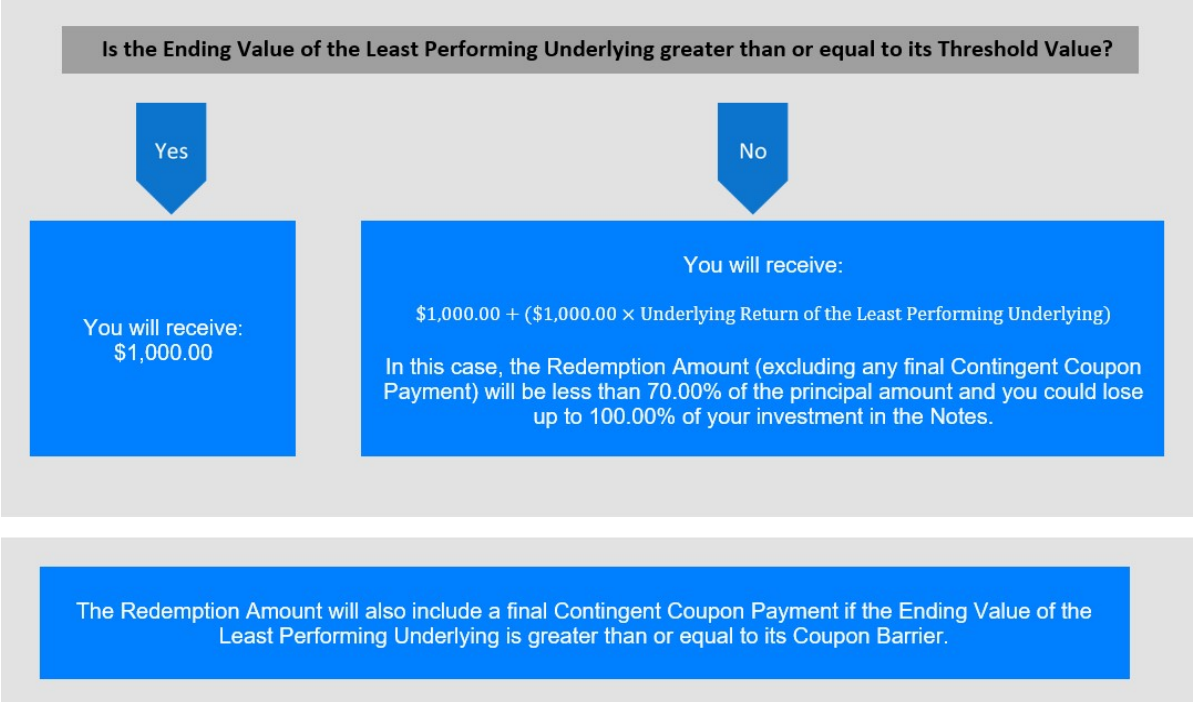 Is the Ending Value of the Least Performing Underlying greater than or equal to its Threshold Value?
Yes
No
You will receive:
$1,000.00
You will receive:
$1,000.00 + ($1,000.00 × Underlying Return of the Least Performing Underlying)
In this case, the Redemption Amount (excluding any final Contingent Coupon
Payment) will be less than 70.00% of the principal amount and you could lose
up to 100.00% of your investment in the Notes.
The Redemption Amount will also include a final Contingent Coupon Payment if the Ending Value of the
Least Performing Underlying is greater than or equal to its Coupon Barrier.